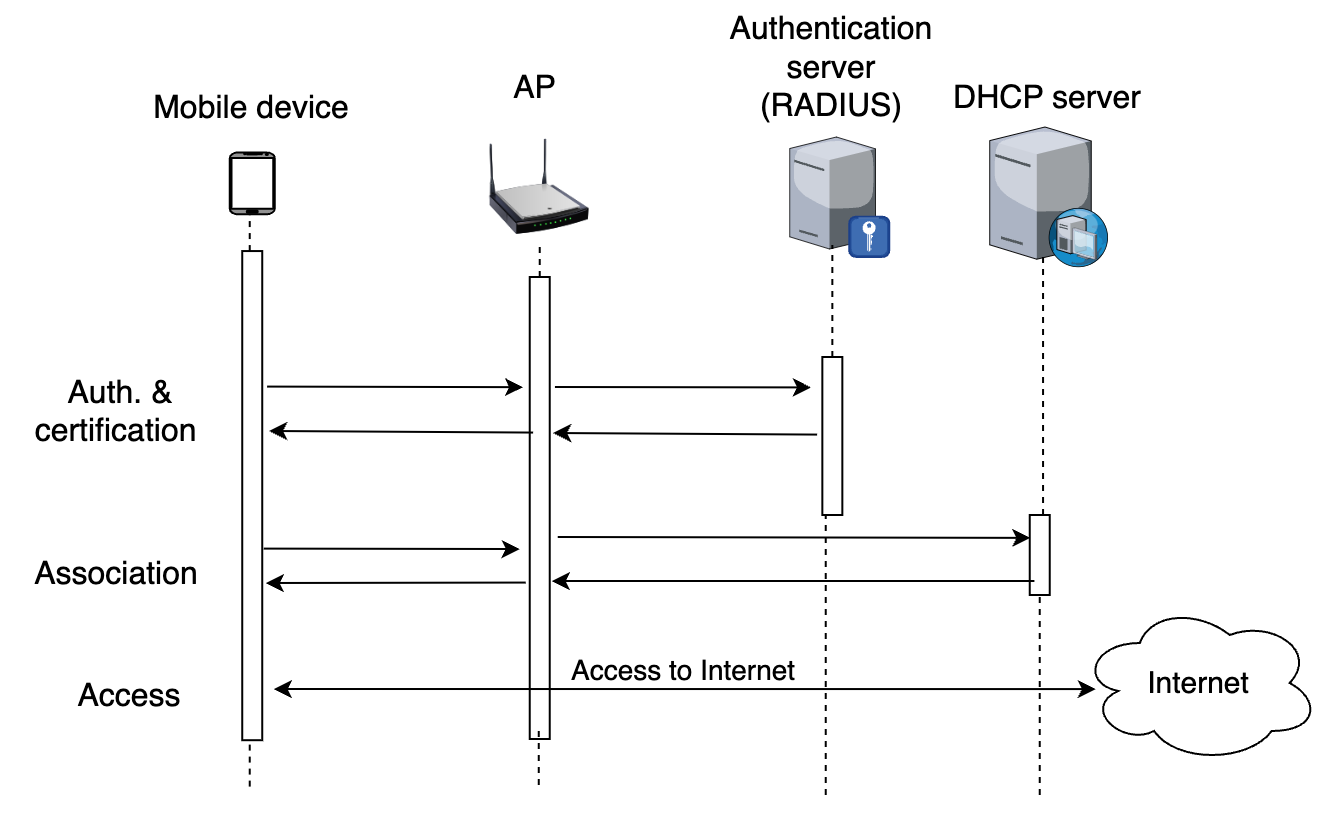 Authentication
server
(RADIUS)
AP
DHCP server
Mobile device
Auth. &
certification
Association
Access to Internet
Access
Internet